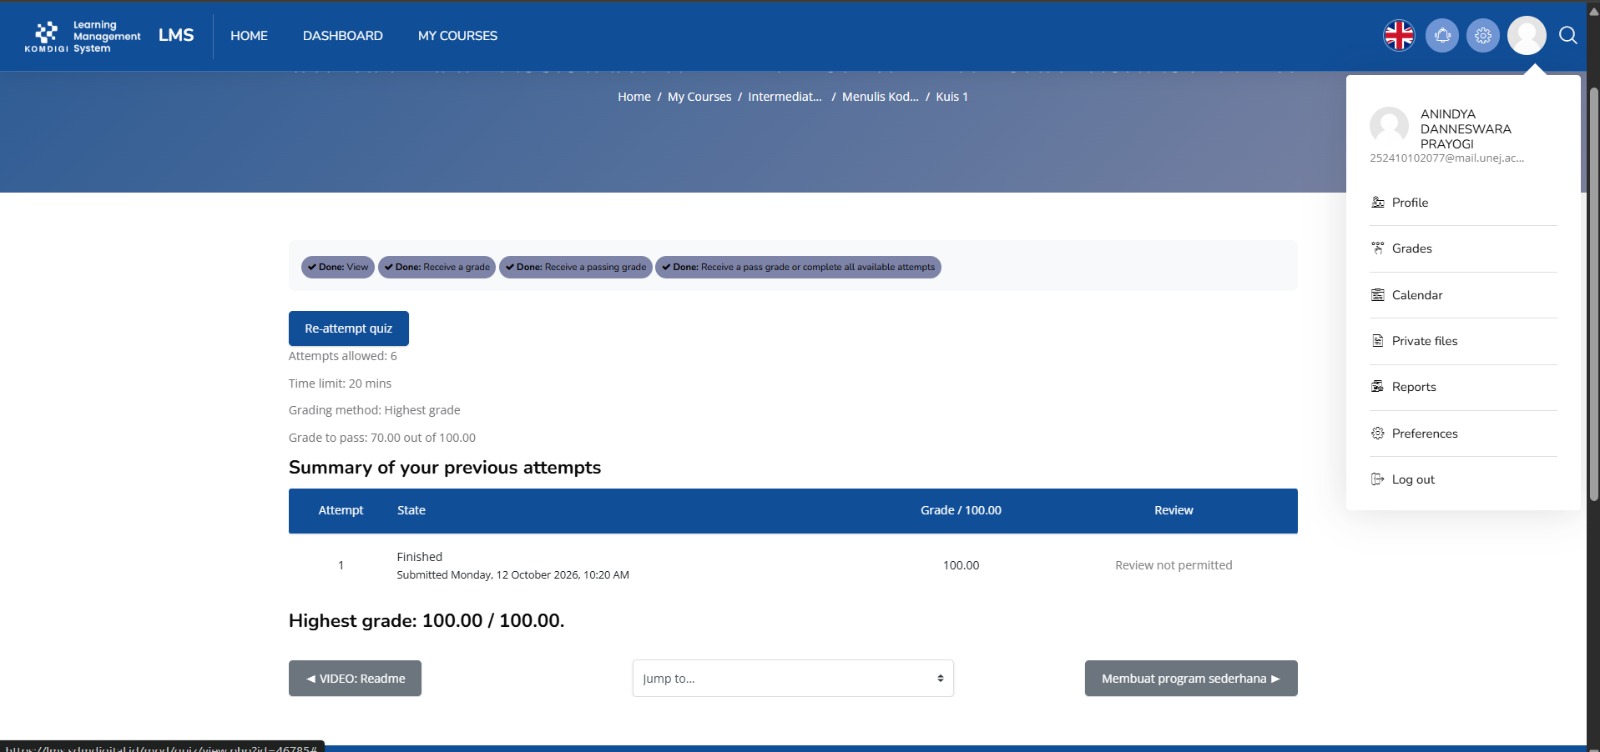 KOMDIGI
Learning
Management
System
LMS
HOME
DASHBOARD
MY COURSES
Home / My Courses / Intermediat... / Menulis Kod... / Kuis 1
ANINDYA
DANNESWARA
PRAYOGI
252410102077@mail.unej.ac...
Profile
Grades
Calendar
Private files
Reports
Preferences
Log out
Done: View
Done: Receive a grade
Done: Receive a passing grade
Done: Receive a pass grade or complete all available attempts
Re-attempt quiz
Attempts allowed: 6
Time limit: 20 mins
Grading method: Highest grade
Grade to pass: 70.00 out of 100.00
Summary of your previous attempts
Attempt State Grade / 100.00 Review
1 Finished 100.00 Review not permitted
Submitted Monday, 12 October 2026, 10:20 AM
Highest grade: 100.00 / 100.00.
◄ VIDEO: Readme
Jump to...
Membuat program sederhana ►